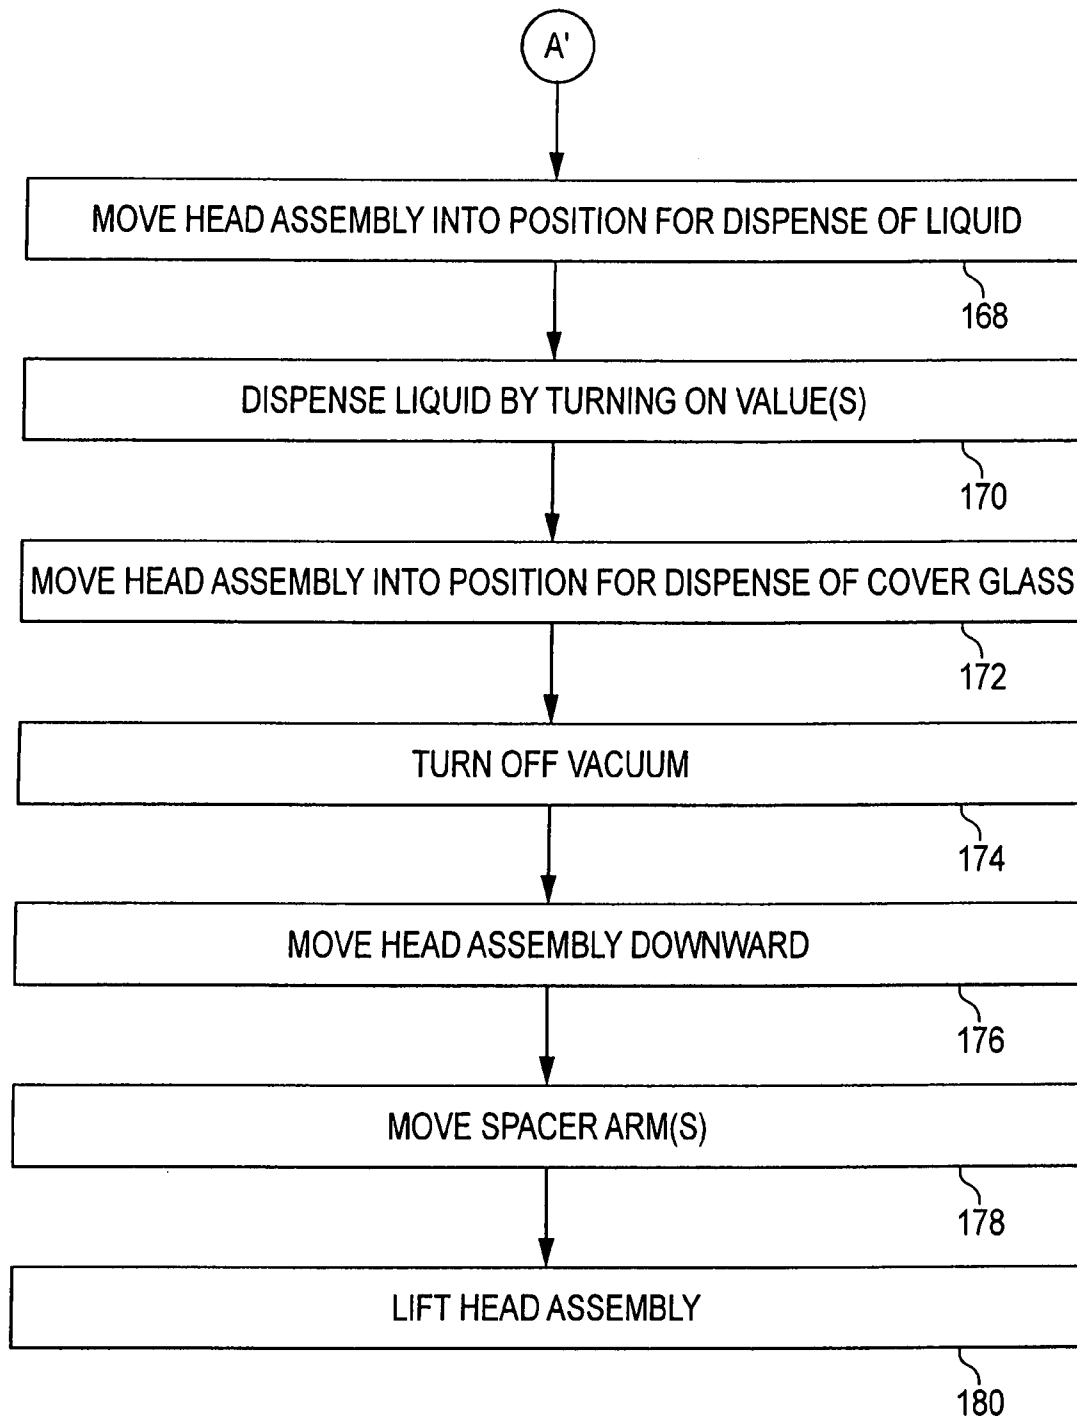 A'
MOVE HEAD ASSEMBLY INTO POSITION FOR DISPENSE OF LIQUID
168
DISPENSE LIQUID BY TURNING ON VALUE(S)
170
MOVE HEAD ASSEMBLY INTO POSITION FOR DISPENSE OF COVER GLASS
172
TURN OFF VACUUM
174
MOVE HEAD ASSEMBLY DOWNWARD
176
MOVE SPACER ARM(S)
178
LIFT HEAD ASSEMBLY
180